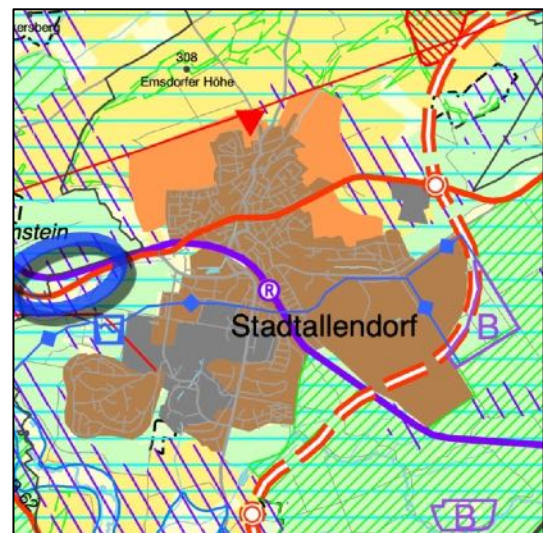 ersberg
308
Emsdorfer Höhe
nstein
R
Stadtallendorf
B
B